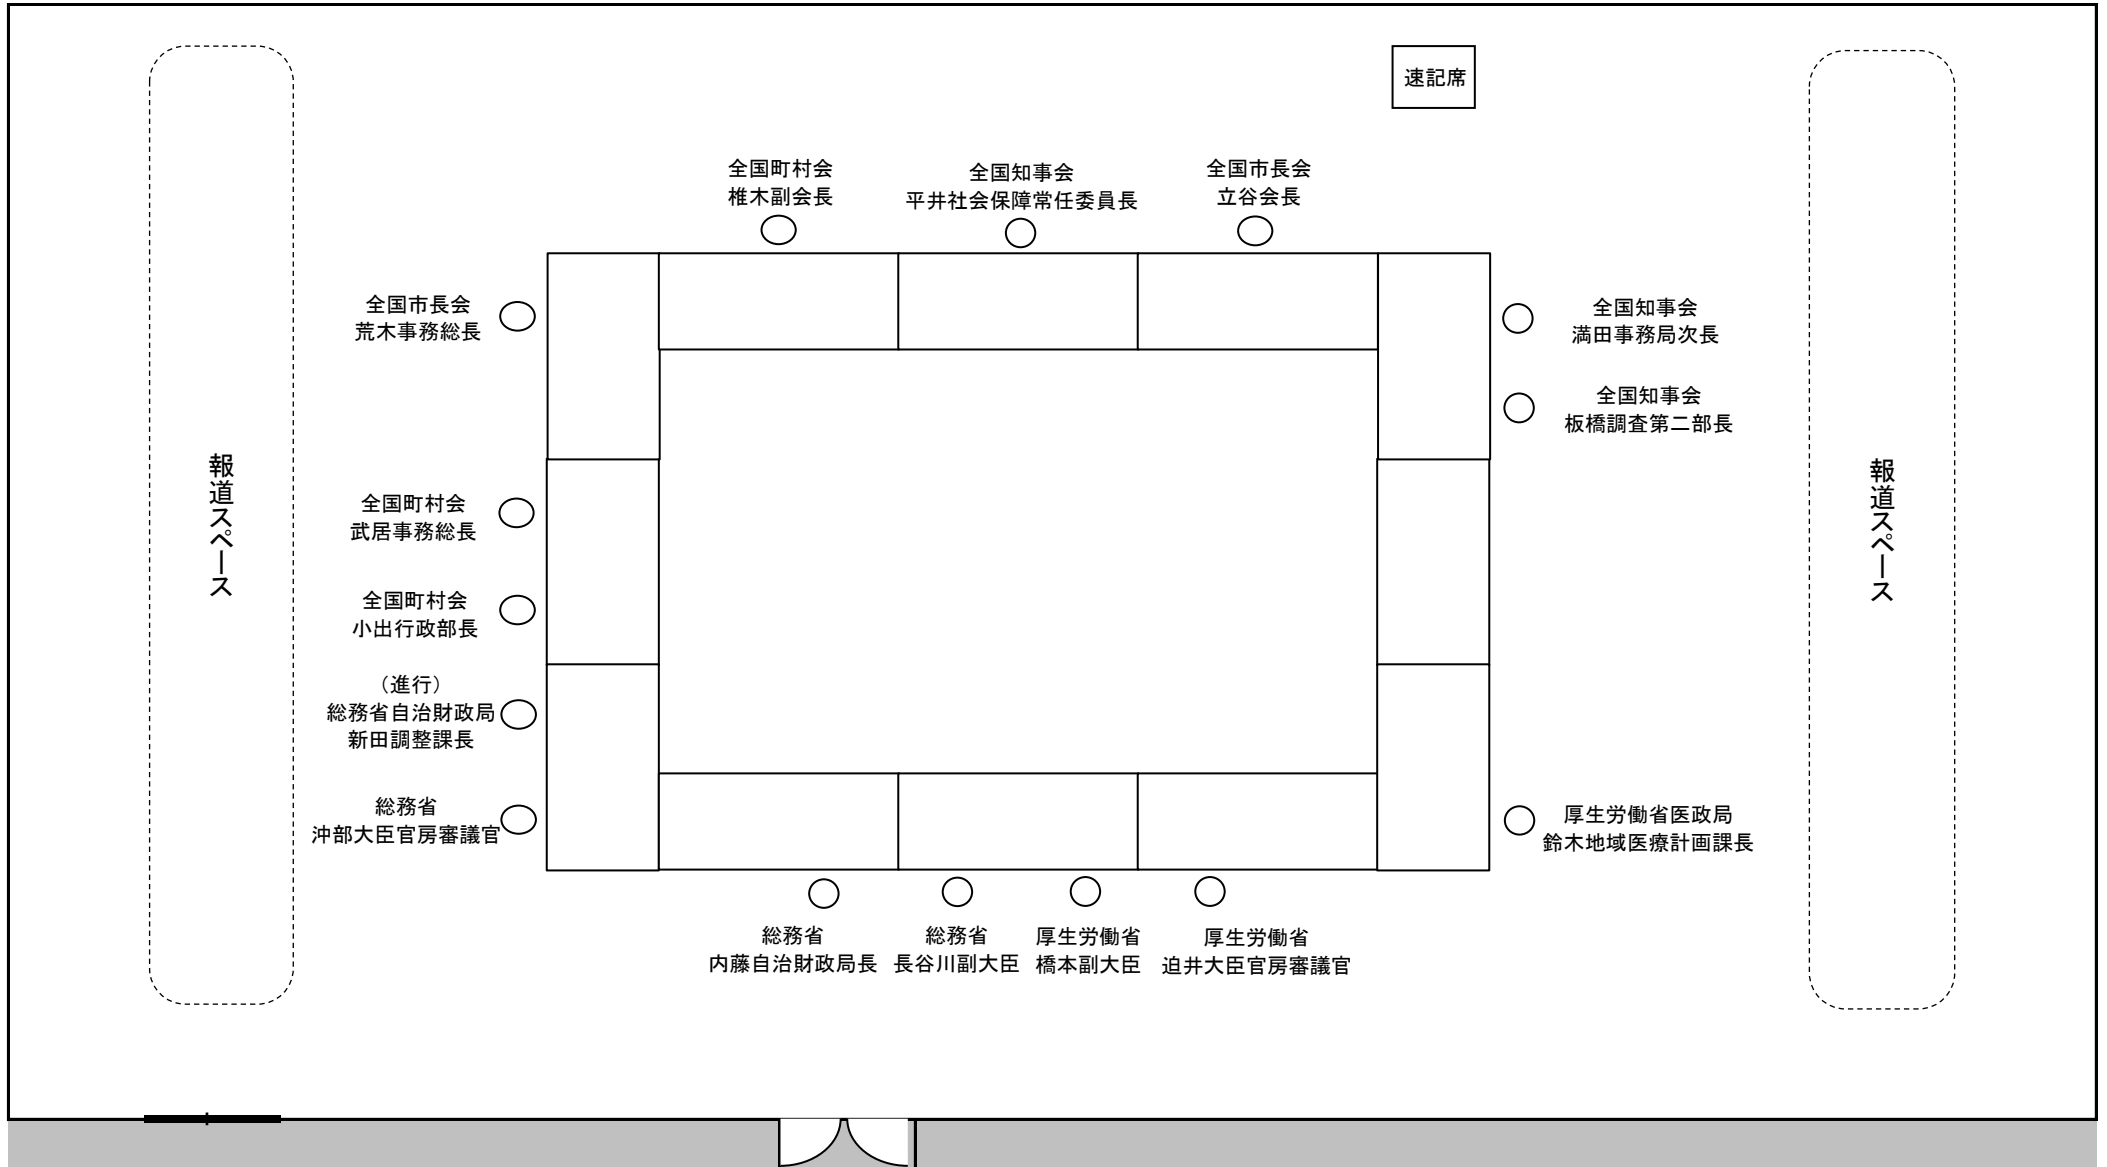 速記席
全国町村会
椎木副会長
全国知事会
平井社会保障常任委員長
全国市長会
立谷会長
全国市長会
荒木事務総長
全国知事会
満田事務局次長
全国知事会
板橋調査第二部長
報道スペース
報道スペース
全国町村会
武居事務総長
全国町村会
小出行政部長
（進行）
総務省自治財政局
新田調整課長
総務省
沖部大臣官房審議官
厚生労働省医政局
鈴木地域医療計画課長
総務省
内藤自治財政局長
総務省
長谷川副大臣
厚生労働省
橋本副大臣
厚生労働省
迫井大臣官房審議官